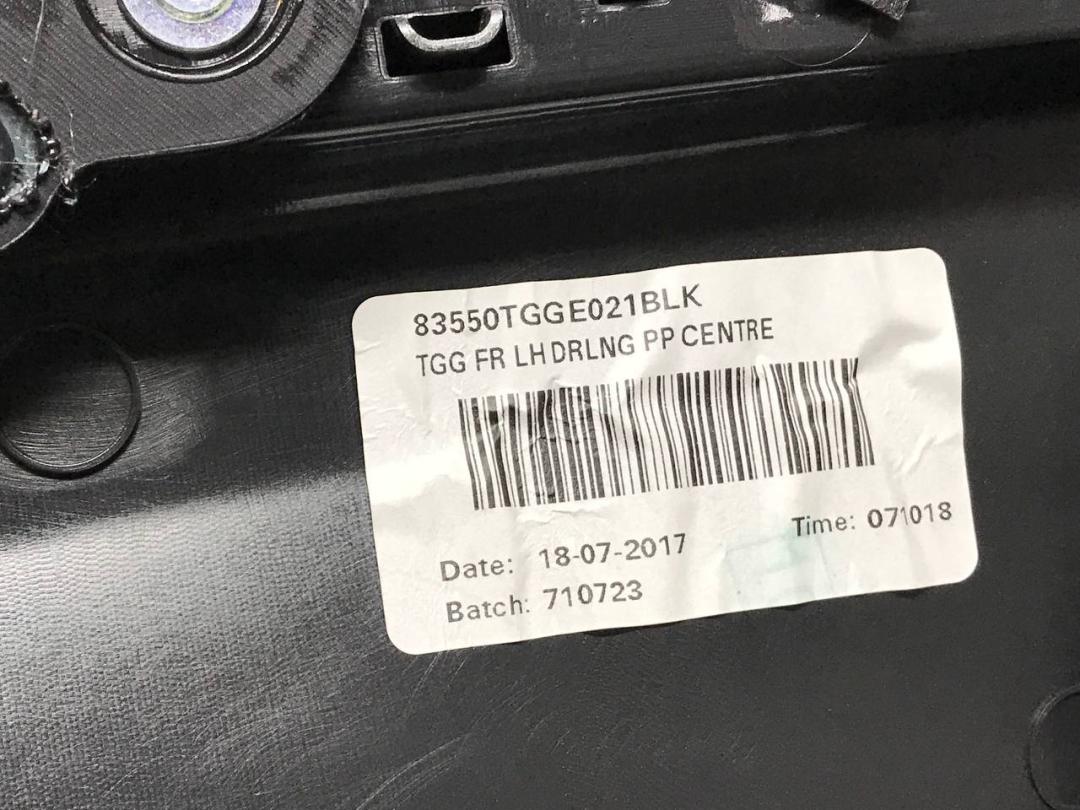 83550TGGE021BLK
TGG FR LH DRLNG PP CENTRE
Time: 071018
Date: 18-07-2017
Batch: 710723